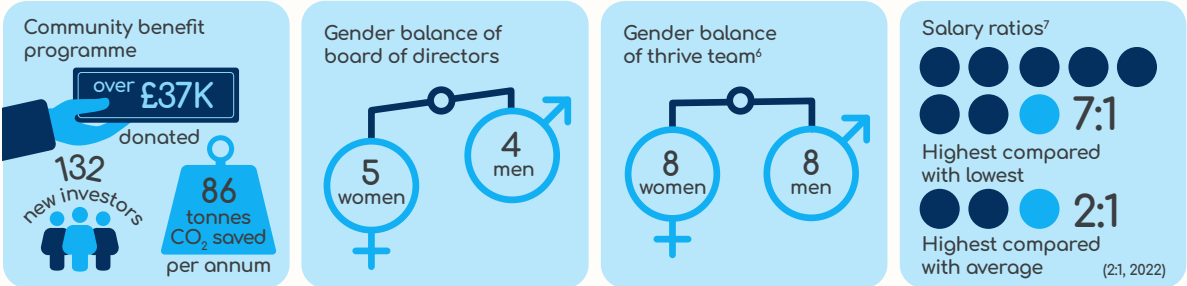 Community benefit
programme
over £37K
donated
132
new investors
86
tonnes
CO₂ saved
per annum
Gender balance of
board of directors
5
women
4
men
Gender balance
of thrive team⁶
8
women
8
men
Salary ratios⁷
7:1
Highest compared
with lowest
2:1
Highest compared
with average
(2:1, 2022)